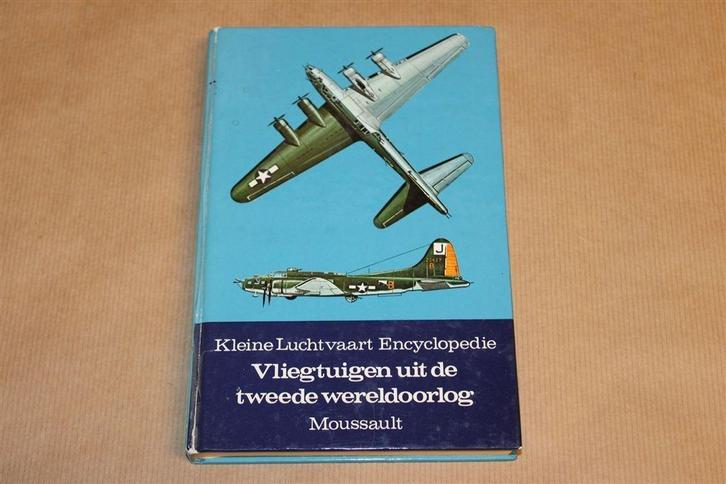 J
Kleine Luchtvaart Encyclopedie
Vliegtuigen uit de
tweede wereldoorlog
Moussault